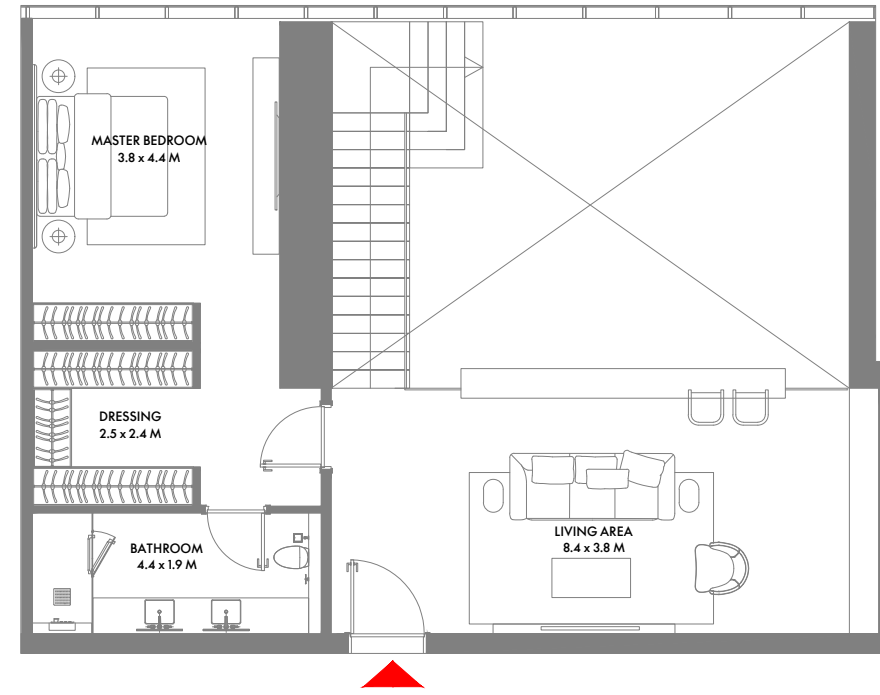 MASTER BEDROOM
3.8 x 4.4 M
DRESSING
2.5 x 2.4 M
LIVING AREA
8.4 x 3.8 M
BATHROOM
4.4 x 1.9 M